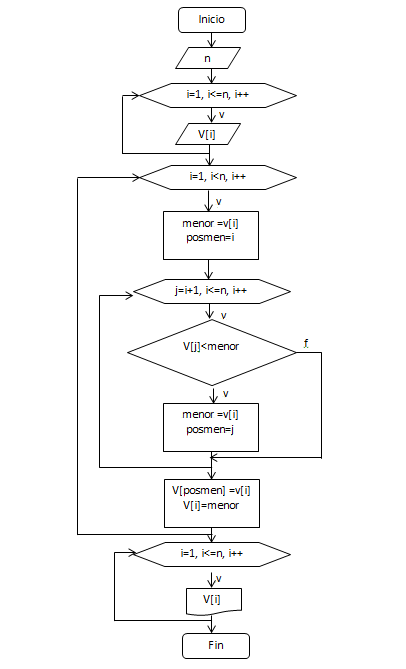 Inicio
n
i=1, i<=n, i++
v
V[i]
i=1, i<n, i++
v
menor =v[i]
posmen=i
j=i+1, i<=n, i++
v
V[j]<menor
f
v
menor =v[i]
posmen=j
V[posmen] =v[i]
V[i]=menor
i=1, i<=n, i++
v
V[i]
Fin